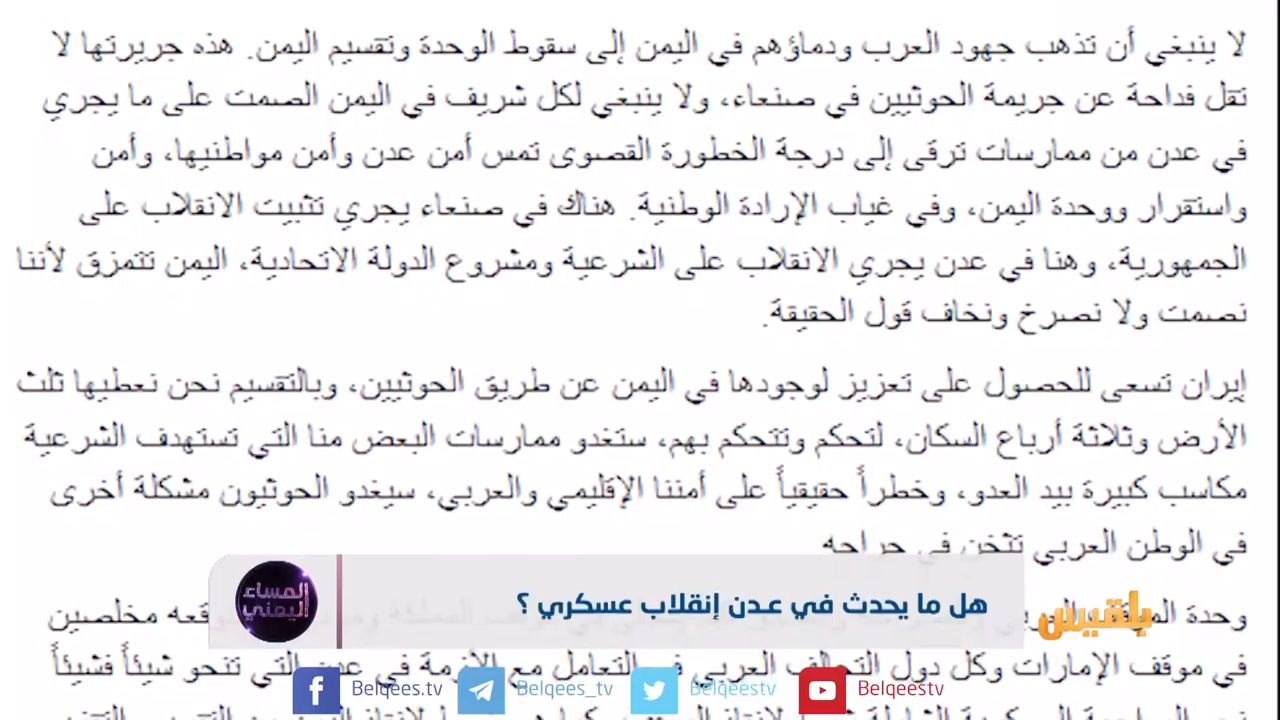 لا ينبغي أن تذهب جهود العرب ودماؤهم في اليمن إلى سقوط الوحدة وتقسيم اليمن. هذه جريرتها لا
تقل فداحة عن جريمة الحوثيين في صنعاء، ولا ينبغي لكل شريف في اليمن الصمت على ما يجري
في عدن من ممارسات ترقى إلى درجة الخطورة القصوى تمس أمن عدن وأمن مواطنيها، وأمن
واستقرار ووحدة اليمن، وفي غياب الإرادة الوطنية. هناك في صنعاء يجري تثبيت الانقلاب على
الجمهورية، وهنا في عدن يجري الانقلاب على الشرعية ومشروع الدولة الاتحادية، اليمن تتمزق لأننا
نصمت ولا نصرخ ونخاف قول الحقيقة.
إيران تسعى للحصول على تعزيز لوجودها في اليمن عن طريق الحوثيين، وبالتقسيم نحن نعطيها ثلث
الأرض وثلاثة أرباع السكان، لتحكم وتتحكم بهم، ستغدو ممارسات البعض منا التي تستهدف الشرعية
مكاسب كبيرة بيد العدو، وخطراً حقيقياً على أمننا الإقليمي والعربي، سيغدو الحوثيون مشكلة أخرى
في الوطن العربي تثخن في جراحه
المساء
اليمني
هل ما يحدث في عدن إنقلاب عسكري ؟
بلقيس
وحدة مخلصين
في موقف الإمارات وكل دول التحالف العربي في التعامل مع الأزمة في عدن التي تنحو شيئاً فشيئاً
Belqees.tv
Belqees_tv
Belqeestv
Belqeestv